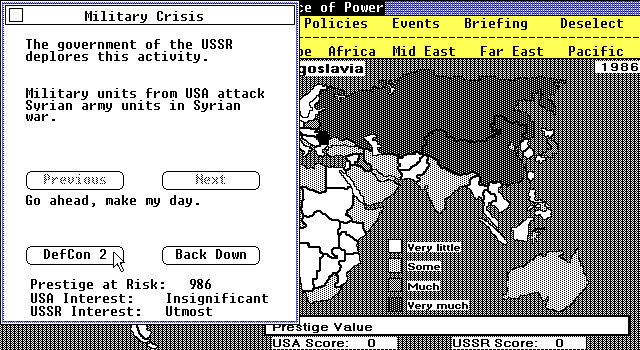 Military Crisis
ce of Power
Policies Events Briefing Deselect
Africa Mid East Far East Pacific
goslavia
1986
The government of the USSR
deplores this activity.
Military units from USA attack
Syrian army units in Syrian
war.
Previous Next
Go ahead, make my day.
DefCon 2 Back Down
Prestige at Risk: 986
USA Interest: Insignificant
USSR Interest: Utmost
Very little
Some
Much
Very much
Prestige Value
USA Score: 0 USSR Score: 0